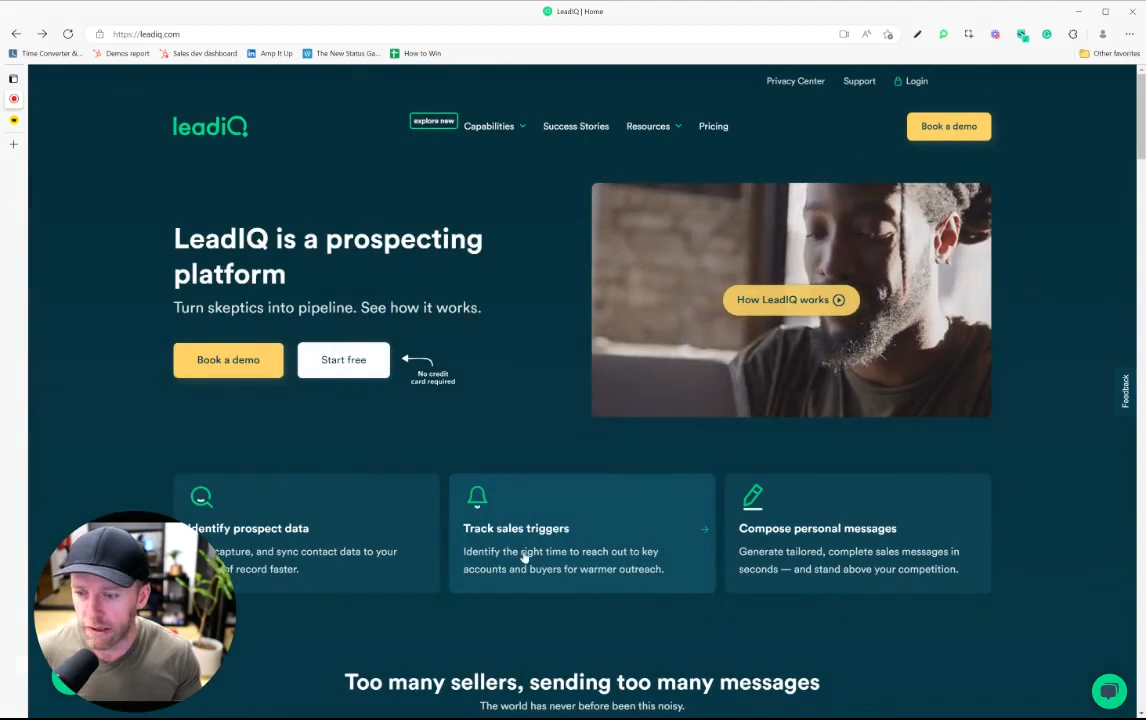 LeadIQ | Home
https://leadiq.com
Time Converter &...
Demos report
Sales dev dashboard
Amp It Up
The New Status Ga...
How to Win
Other favorites
Privacy Center
Support
Login
leadiQ
explore new
Capabilities
Success Stories
Resources
Pricing
Book a demo
LeadIQ is a prospecting
platform
Turn skeptics into pipeline. See how it works.
Book a demo
Start free
No credit
card required
How LeadIQ works
Feedback
Identify prospect data
capture, and sync contact data to your
of record faster.
Track sales triggers
Identify the right time to reach out to key
accounts and buyers for warmer outreach.
Compose personal messages
Generate tailored, complete sales messages in
seconds — and stand above your competition.
Too many sellers, sending too many messages
The world has never before been this noisy.